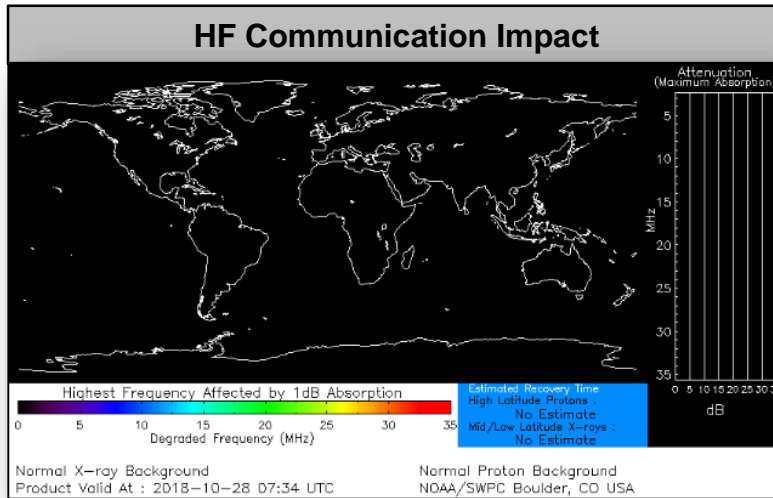 HF Communication Impact
Attenuation
(Maximum Absorption)
5
10
15
20
25
30
35
MHz
0 5 10 15 20 25 30
dB
Highest Frequency Affected by 1dB Absorption
0 5 10 15 20 25 30 35
Degraded Frequency (MHz)
Estimated Recovery Time
High Latitude Protons :
No Estimate
Mid/Low Latitude X-rays :
No Estimate
Normal X-ray Background
Product Valid At : 2018-10-28 07:34 UTC
Normal Proton Background
NOAA/SWPC Boulder, CO USA